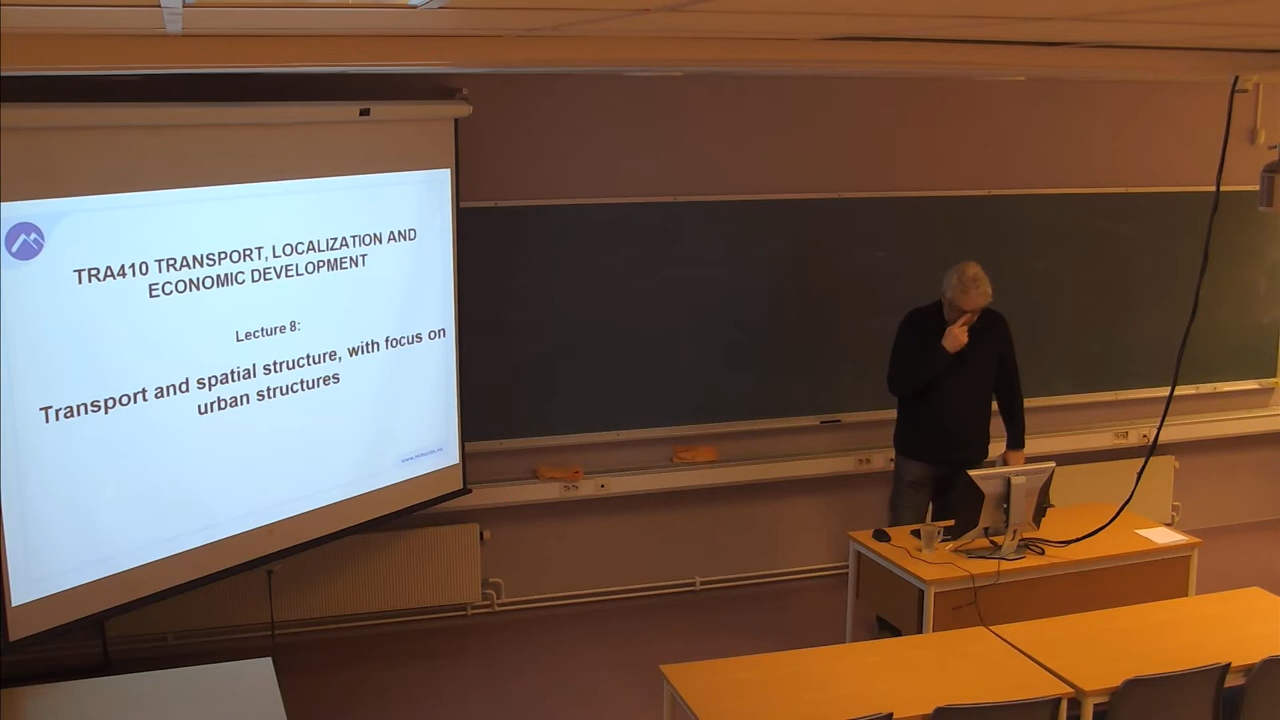 TRA410 TRANSPORT, LOCALIZATION AND
ECONOMIC DEVELOPMENT
Lecture 8:
Transport and spatial structure, with focus on
urban structures